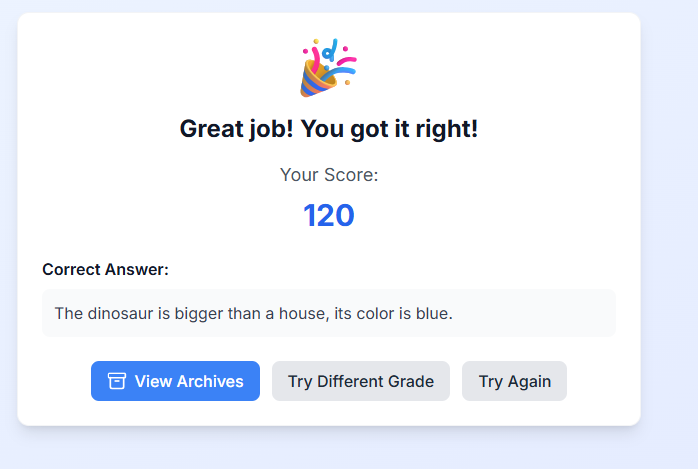 Great job! You got it right!
Your Score:
120
Correct Answer:
The dinosaur is bigger than a house, its color is blue.
View Archives
Try Different Grade
Try Again